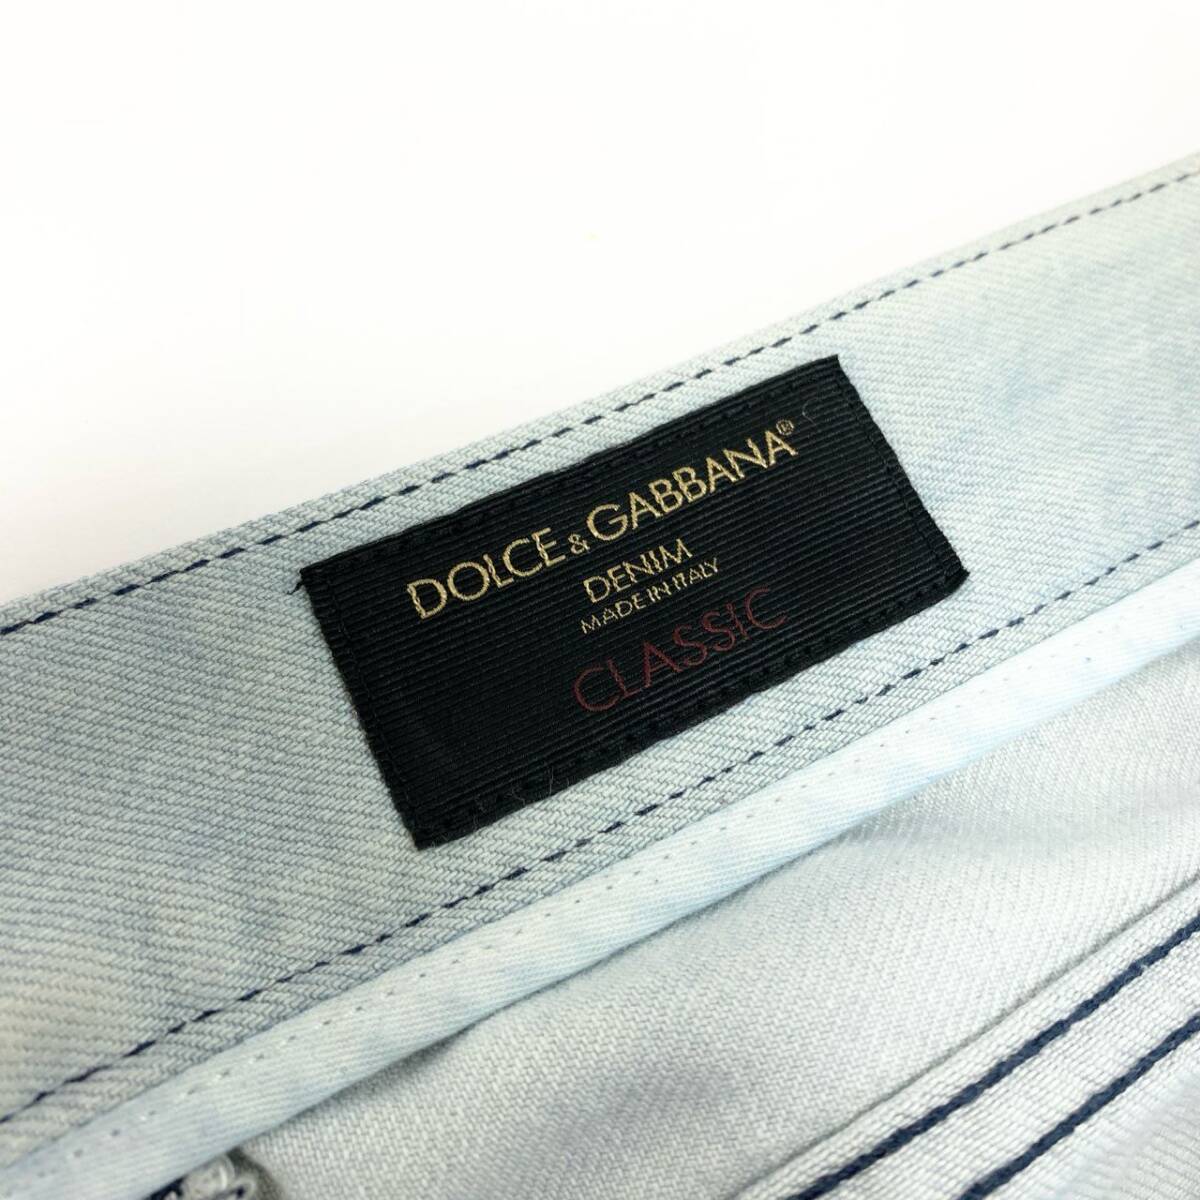 DOLCE & GABBANA®
DENIM
MADE IN ITALY
CLASSIC